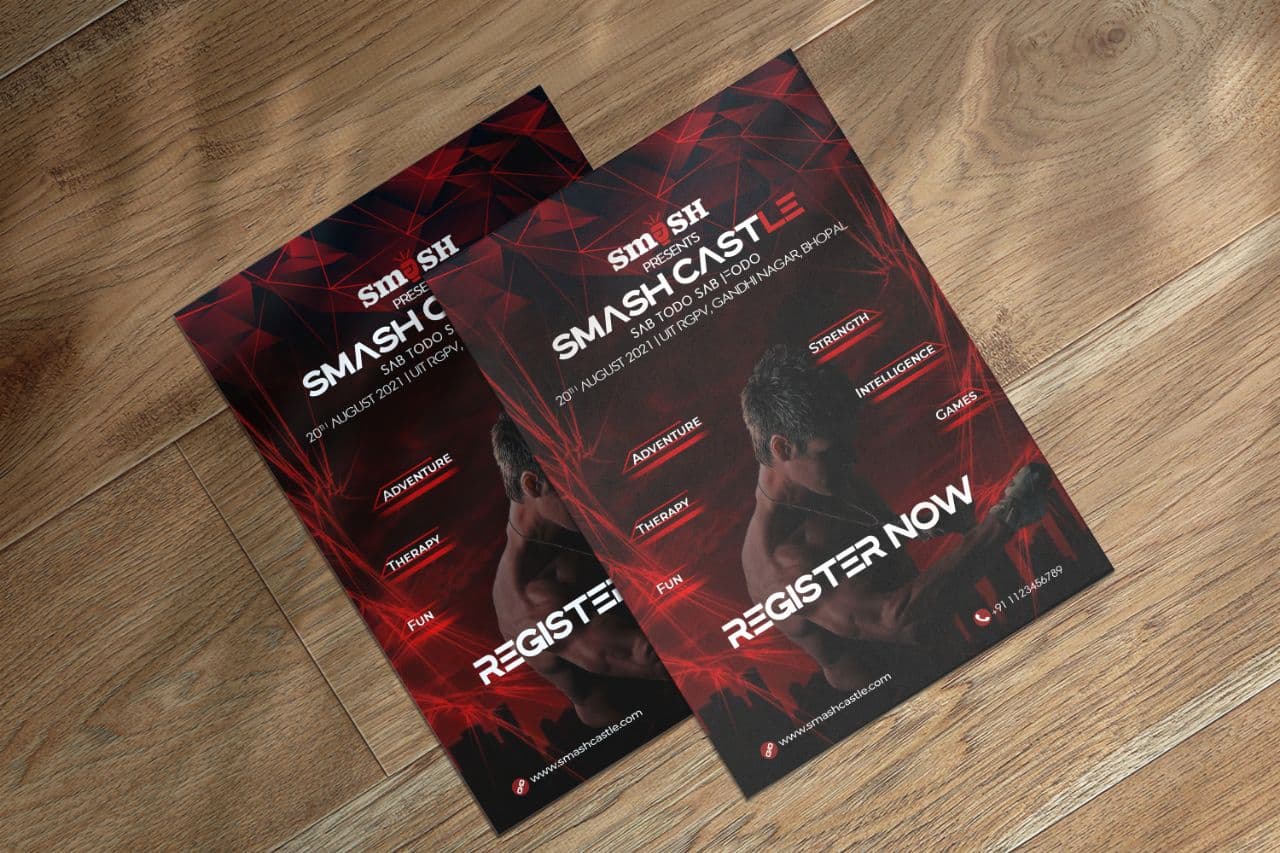 SmaSH
SMASH
SAB TODO
20TH AUGUST 2021 | UIT RGPV,
ADVENTURE
THERAPY
FUN
www.smashcastle.com
SmaSH
PRESENTS
SMASH CASTLE
SAB TODO SAB FODO
20TH AUGUST 2021 | UIT RGPV, GANDHI NAGAR, BHOPAL
STRENGTH
INTELLIGENCE
GAMES
ADVENTURE
THERAPY
FUN
REGISTER NOW
+91 1123456789
www.smashcastle.com